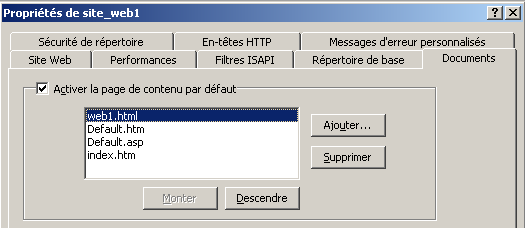 Propriétés de site_web1
Sécurité de répertoire
En-têtes HTTP
Messages d'erreur personnalisés
Site Web
Performances
Filtres ISAPI
Répertoire de base
Documents
Activer la page de contenu par défaut
web1.html
Default.htm
Default.asp
index.htm
Ajouter...
Supprimer
Monter
Descendre